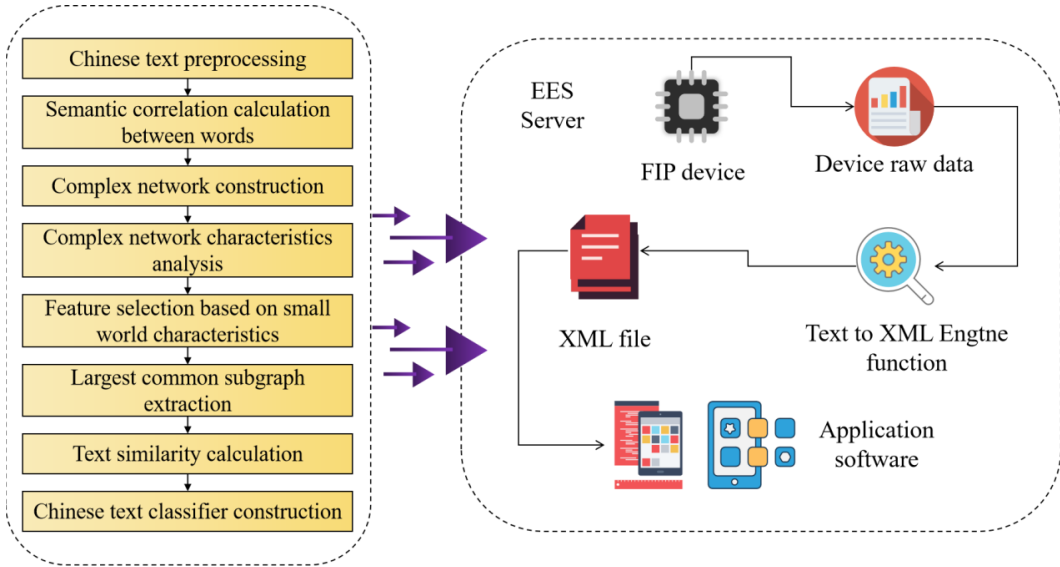 Chinese text preprocessing
Semantic correlation calculation
between words
Complex network construction
Complex network characteristics
analysis
Feature selection based on small
world characteristics
Largest common subgraph
extraction
Text similarity calculation
Chinese text classifier construction
EES
Server
FIP device
Device raw data
XML file
Text to XML Engtne
function
Application
software